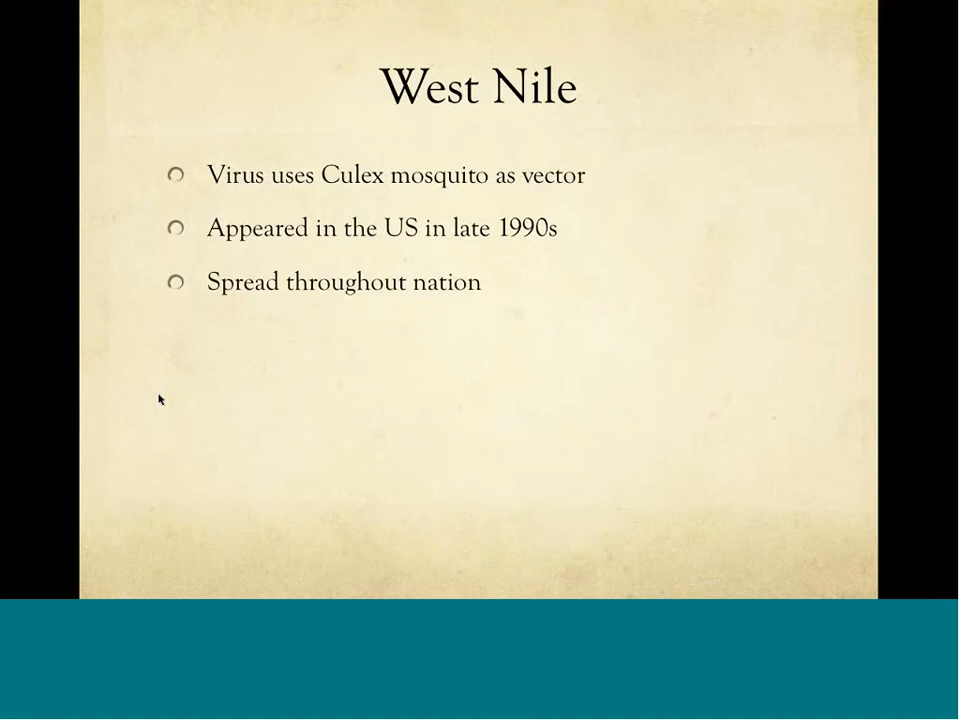 West Nile
Virus uses Culex mosquito as vector
Appeared in the US in late 1990s
Spread throughout nation